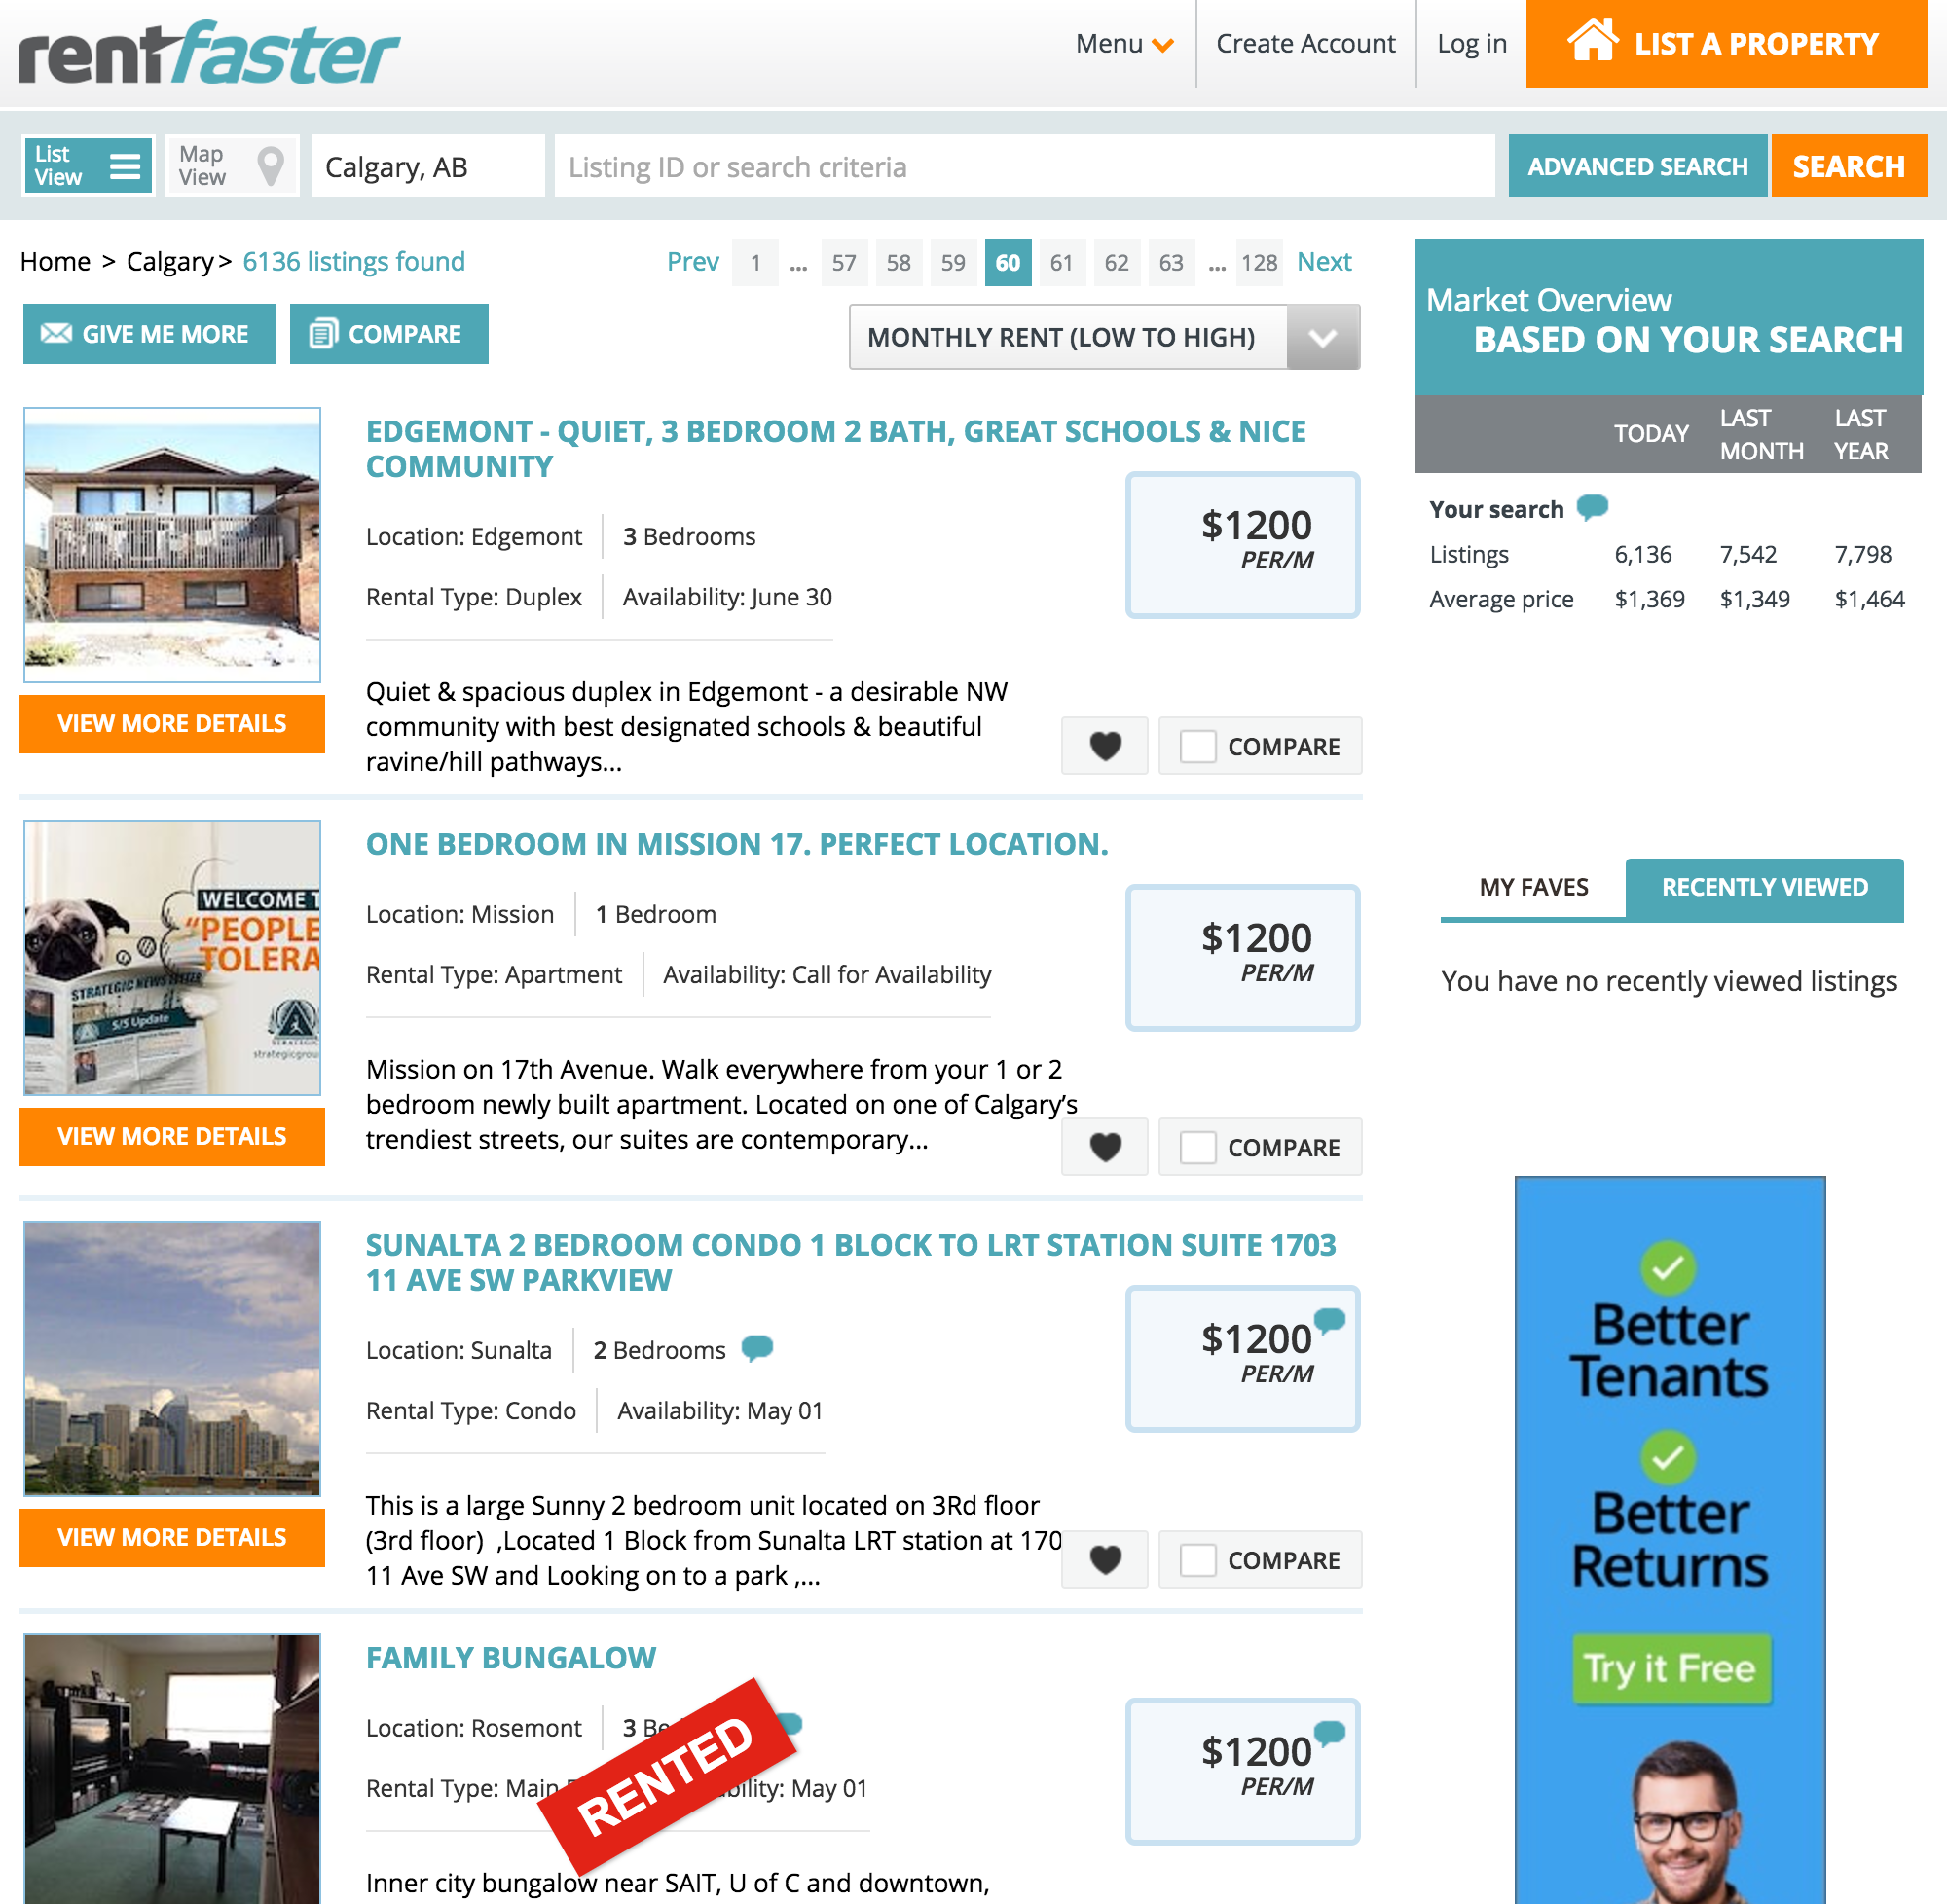 rentfaster
Menu
Create Account
Log in
LIST A PROPERTY
List View
Map View
Calgary, AB
Listing ID or search criteria
ADVANCED SEARCH
SEARCH
Home > Calgary > 6136 listings found
Prev 1 ... 57 58 59 60 61 62 63 ... 128 Next
GIVE ME MORE
COMPARE
MONTHLY RENT (LOW TO HIGH)
EDGEMONT - QUIET, 3 BEDROOM 2 BATH, GREAT SCHOOLS & NICE
COMMUNITY
Location: Edgemont
3 Bedrooms
Rental Type: Duplex
Availability: June 30
$1200
PER/M
Quiet & spacious duplex in Edgemont - a desirable NW
community with best designated schools & beautiful
ravine/hill pathways...
VIEW MORE DETAILS
COMPARE
ONE BEDROOM IN MISSION 17. PERFECT LOCATION.
WELCOME T
"PEOPLE
TOLERA
STRATEGIC NEWSLETTER
5/5 Update
strategicgrou
Location: Mission
1 Bedroom
Rental Type: Apartment
Availability: Call for Availability
$1200
PER/M
Mission on 17th Avenue. Walk everywhere from your 1 or 2
bedroom newly built apartment. Located on one of Calgary's
trendiest streets, our suites are contemporary...
VIEW MORE DETAILS
COMPARE
SUNALTA 2 BEDROOM CONDO 1 BLOCK TO LRT STATION SUITE 1703
11 AVE SW PARKVIEW
Location: Sunalta
2 Bedrooms
Rental Type: Condo
Availability: May 01
$1200
PER/M
This is a large Sunny 2 bedroom unit located on 3Rd floor
(3rd floor) ,Located 1 Block from Sunalta LRT station at 170
11 Ave SW and Looking on to a park ,...
VIEW MORE DETAILS
COMPARE
FAMILY BUNGALOW
Location: Rosemont
3 Be
Rental Type: Main
bility: May 01
RENTED
$1200
PER/M
Inner city bungalow near SAIT, U of C and downtown,
Market Overview
BASED ON YOUR SEARCH
TODAY
LAST MONTH
LAST YEAR
Your search
Listings 6,136 7,542 7,798
Average price $1,369 $1,349 $1,464
MY FAVES
RECENTLY VIEWED
You have no recently viewed listings
Better
Tenants
Better
Returns
Try it Free